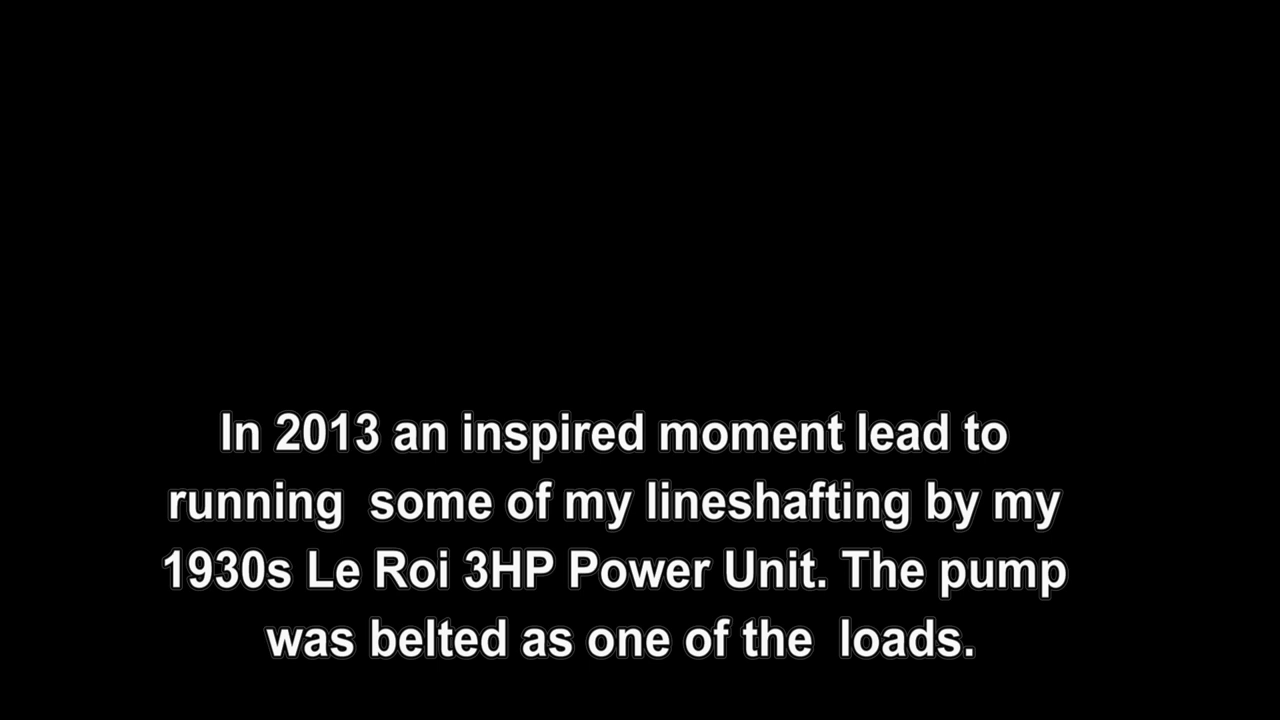 In 2013 an inspired moment lead to
running  some of my lineshafting by my
1930s Le Roi 3HP Power Unit. The pump
was belted as one of the  loads.